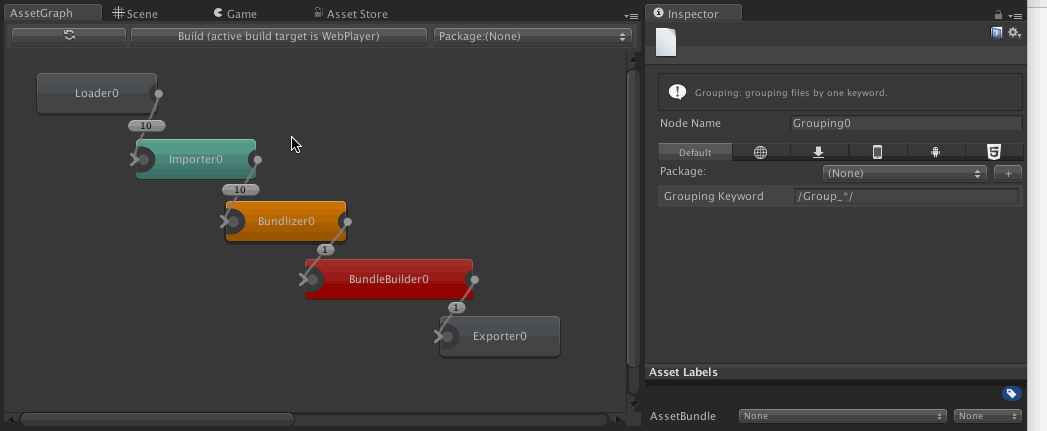 AssetGraph
Scene
Game
Asset Store
Build (active build target is WebPlayer)
Package:(None)
Loader0
10
Importer0
10
Bundlizer0
1
BundleBuilder0
1
Exporter0
Inspector
Grouping: grouping files by one keyword.
Node Name
Grouping0
Default
Package:
(None)
+
Grouping Keyword
/Group_*/
Asset Labels
AssetBundle
None
None